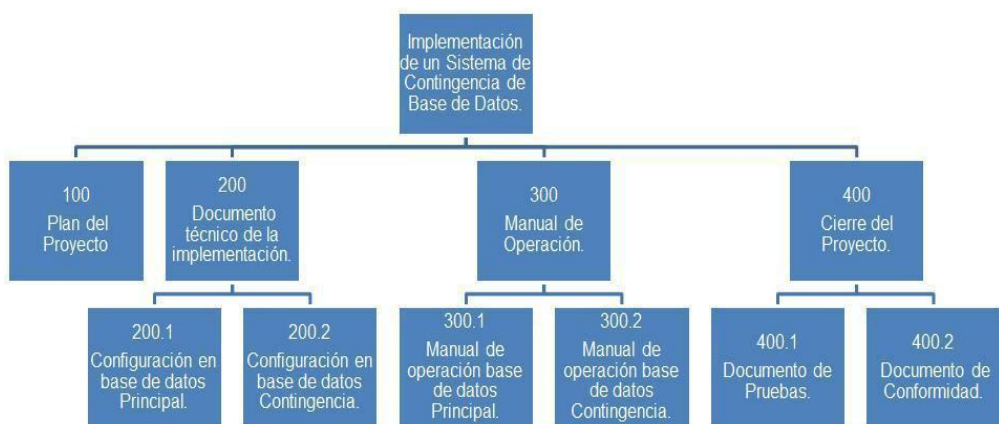 Implementación
de un Sistema de
Contingencia de
Base de Datos.
100
Plan del
Proyecto
200
Documento
técnico de la
implementación.
300
Manual de
Operación.
400
Cierre del
Proyecto.
200.1
Configuración en
base de datos
Principal.
200.2
Configuración en
base de datos
Contingencia.
300.1
Manual de
operación base
de datos
Principal.
300.2
Manual de
operación base
de datos
Contingencia.
400.1
Documento de
Pruebas.
400.2
Documento de
Conformidad.